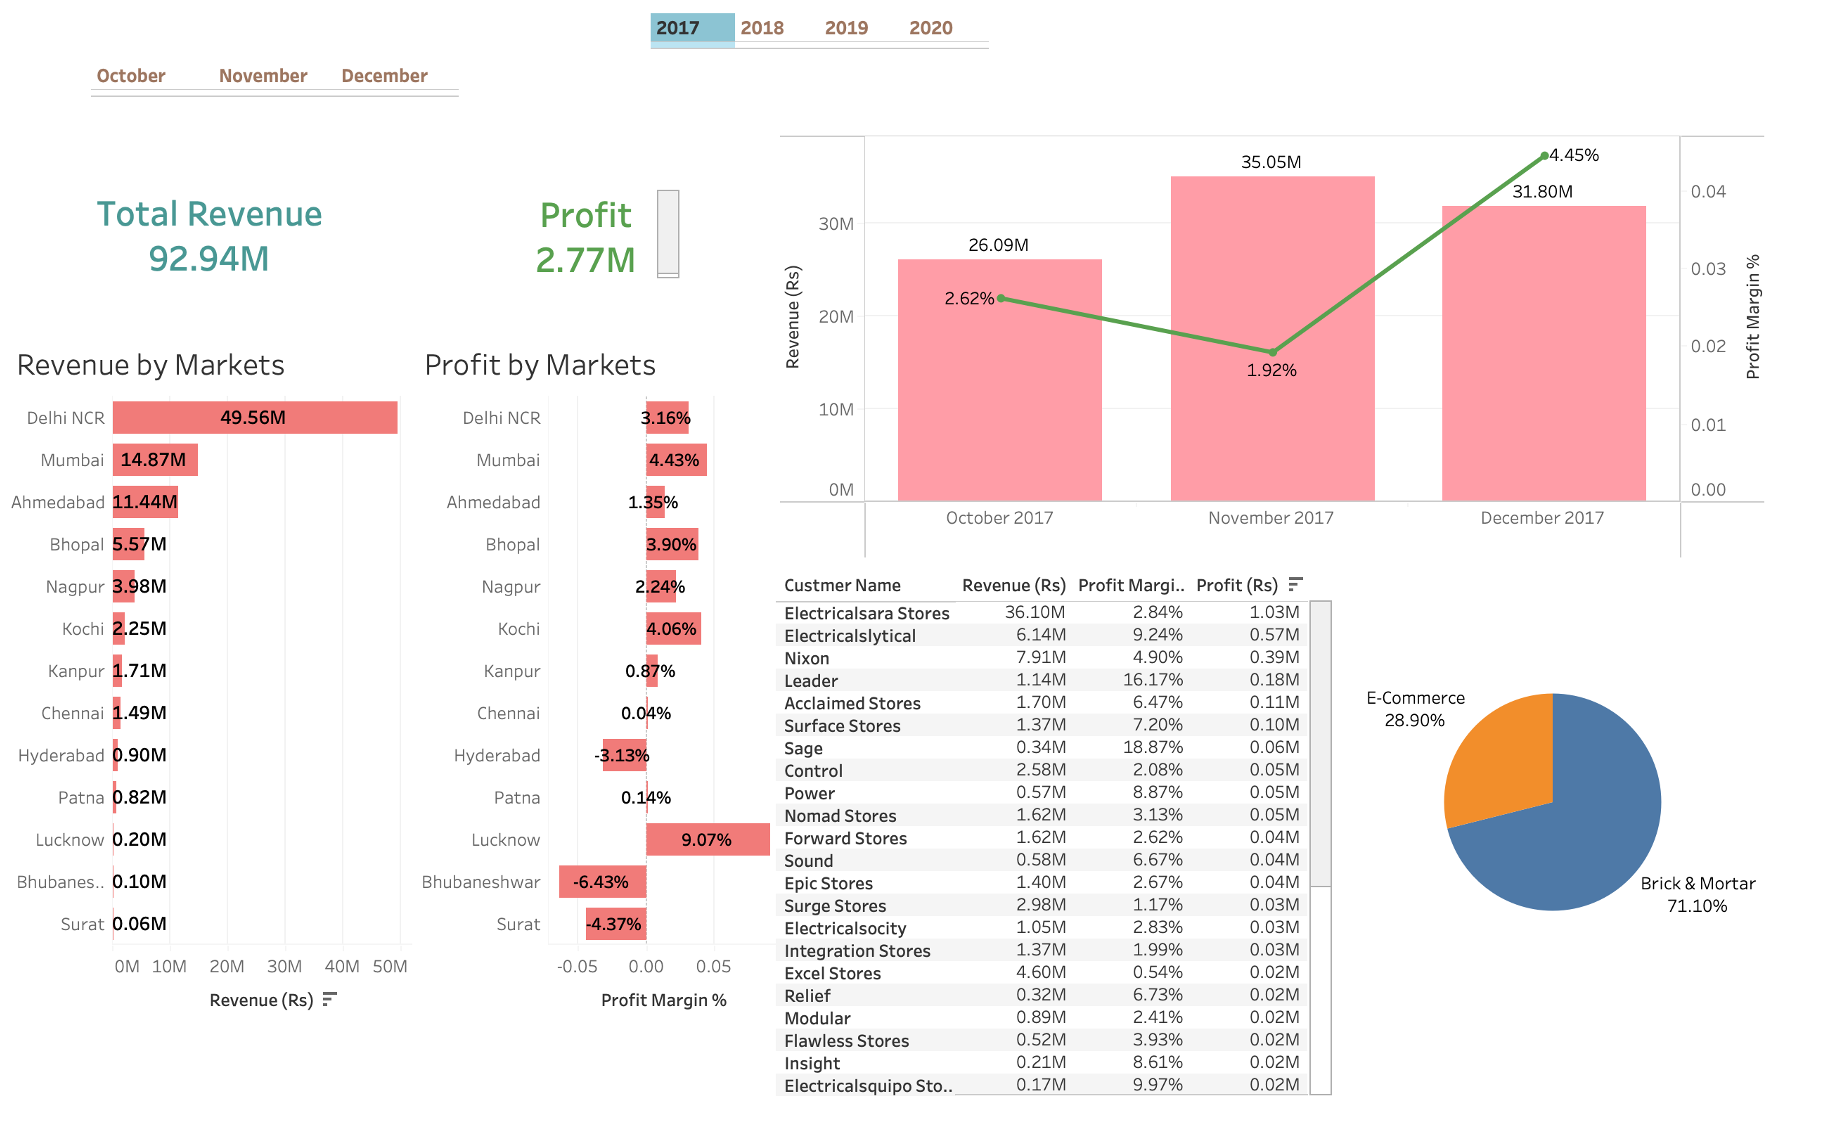 2017 2018 2019 2020
October November December
Total Revenue
92.94M
Profit
2.77M
Revenue by Markets
Delhi NCR 49.56M
Mumbai 14.87M
Ahmedabad 11.44M
Bhopal 5.57M
Nagpur 3.98M
Kochi 2.25M
Kanpur 1.71M
Chennai 1.49M
Hyderabad 0.90M
Patna 0.82M
Lucknow 0.20M
Bhubanes.. 0.10M
Surat 0.06M
0M 10M 20M 30M 40M 50M
Revenue (Rs)
Profit by Markets
Delhi NCR 3.16%
Mumbai 4.43%
Ahmedabad 1.35%
Bhopal 3.90%
Nagpur 2.24%
Kochi 4.06%
Kanpur 0.87%
Chennai 0.04%
Hyderabad -3.13%
Patna 0.14%
Lucknow 9.07%
Bhubaneshwar -6.43%
Surat -4.37%
-0.05 0.00 0.05
Profit Margin %
Revenue (Rs)
30M
20M
10M
0M
26.09M
35.05M
31.80M
2.62%
1.92%
4.45%
0.04
0.03
0.02
0.01
0.00
Profit Margin %
October 2017 November 2017 December 2017
Custmer Name Revenue (Rs) Profit Margi.. Profit (Rs)
Electricalsara Stores 36.10M 2.84% 1.03M
Electricalslytical 6.14M 9.24% 0.57M
Nixon 7.91M 4.90% 0.39M
Leader 1.14M 16.17% 0.18M
Acclaimed Stores 1.70M 6.47% 0.11M
Surface Stores 1.37M 7.20% 0.10M
Sage 0.34M 18.87% 0.06M
Control 2.58M 2.08% 0.05M
Power 0.57M 8.87% 0.05M
Nomad Stores 1.62M 3.13% 0.05M
Forward Stores 1.62M 2.62% 0.04M
Sound 0.58M 6.67% 0.04M
Epic Stores 1.40M 2.67% 0.04M
Surge Stores 2.98M 1.17% 0.03M
Electricalsocity 1.05M 2.83% 0.03M
Integration Stores 1.37M 1.99% 0.03M
Excel Stores 4.60M 0.54% 0.02M
Relief 0.32M 6.73% 0.02M
Modular 0.89M 2.41% 0.02M
Flawless Stores 0.52M 3.93% 0.02M
Insight 0.21M 8.61% 0.02M
Electricalsquipo Sto.. 0.17M 9.97% 0.02M
E-Commerce
28.90%
Brick & Mortar
71.10%